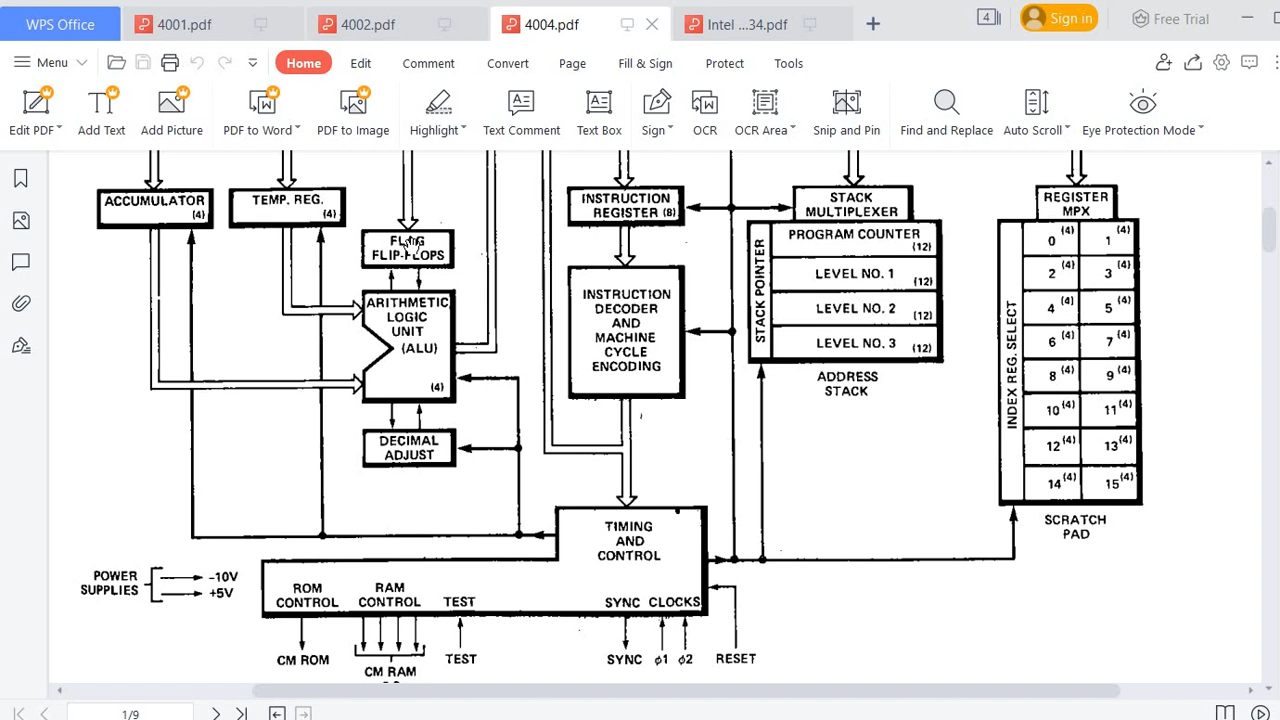 WPS Office
4001.pdf
4002.pdf
4004.pdf
Intel ...34.pdf
4
Sign in
Free Trial
Menu
Home
Edit
Comment
Convert
Page
Fill & Sign
Protect
Tools
Edit PDF
Add Text
Add Picture
PDF to Word
PDF to Image
Highlight
Text Comment
Text Box
Sign
OCR
OCR Area
Snip and Pin
Find and Replace
Auto Scroll
Eye Protection Mode
ACCUMULATOR
(4)
TEMP. REG.
(4)
FLAG
FLIP-FLOPS
ARITHMETIC
LOGIC
UNIT
(ALU)
(4)
DECIMAL
ADJUST
INSTRUCTION
REGISTER (8)
INSTRUCTION
DECODER
AND
MACHINE
CYCLE
ENCODING
STACK
MULTIPLEXER
STACK POINTER
PROGRAM COUNTER
(12)
LEVEL NO. 1
(12)
LEVEL NO. 2
(12)
LEVEL NO. 3
(12)
ADDRESS
STACK
REGISTER
MPX
INDEX REG. SELECT
0 (4) 1 (4)
2 (4) 3 (4)
4 (4) 5 (4)
6 (4) 7 (4)
8 (4) 9 (4)
10 (4) 11 (4)
12 (4) 13 (4)
14 (4) 15 (4)
SCRATCH
PAD
TIMING
AND
CONTROL
POWER
SUPPLIES
-10V
+5V
ROM
CONTROL
RAM
CONTROL
TEST
SYNC
CLOCKS
CM ROM
CM RAM
TEST
SYNC
ϕ1
ϕ2
RESET
1/9